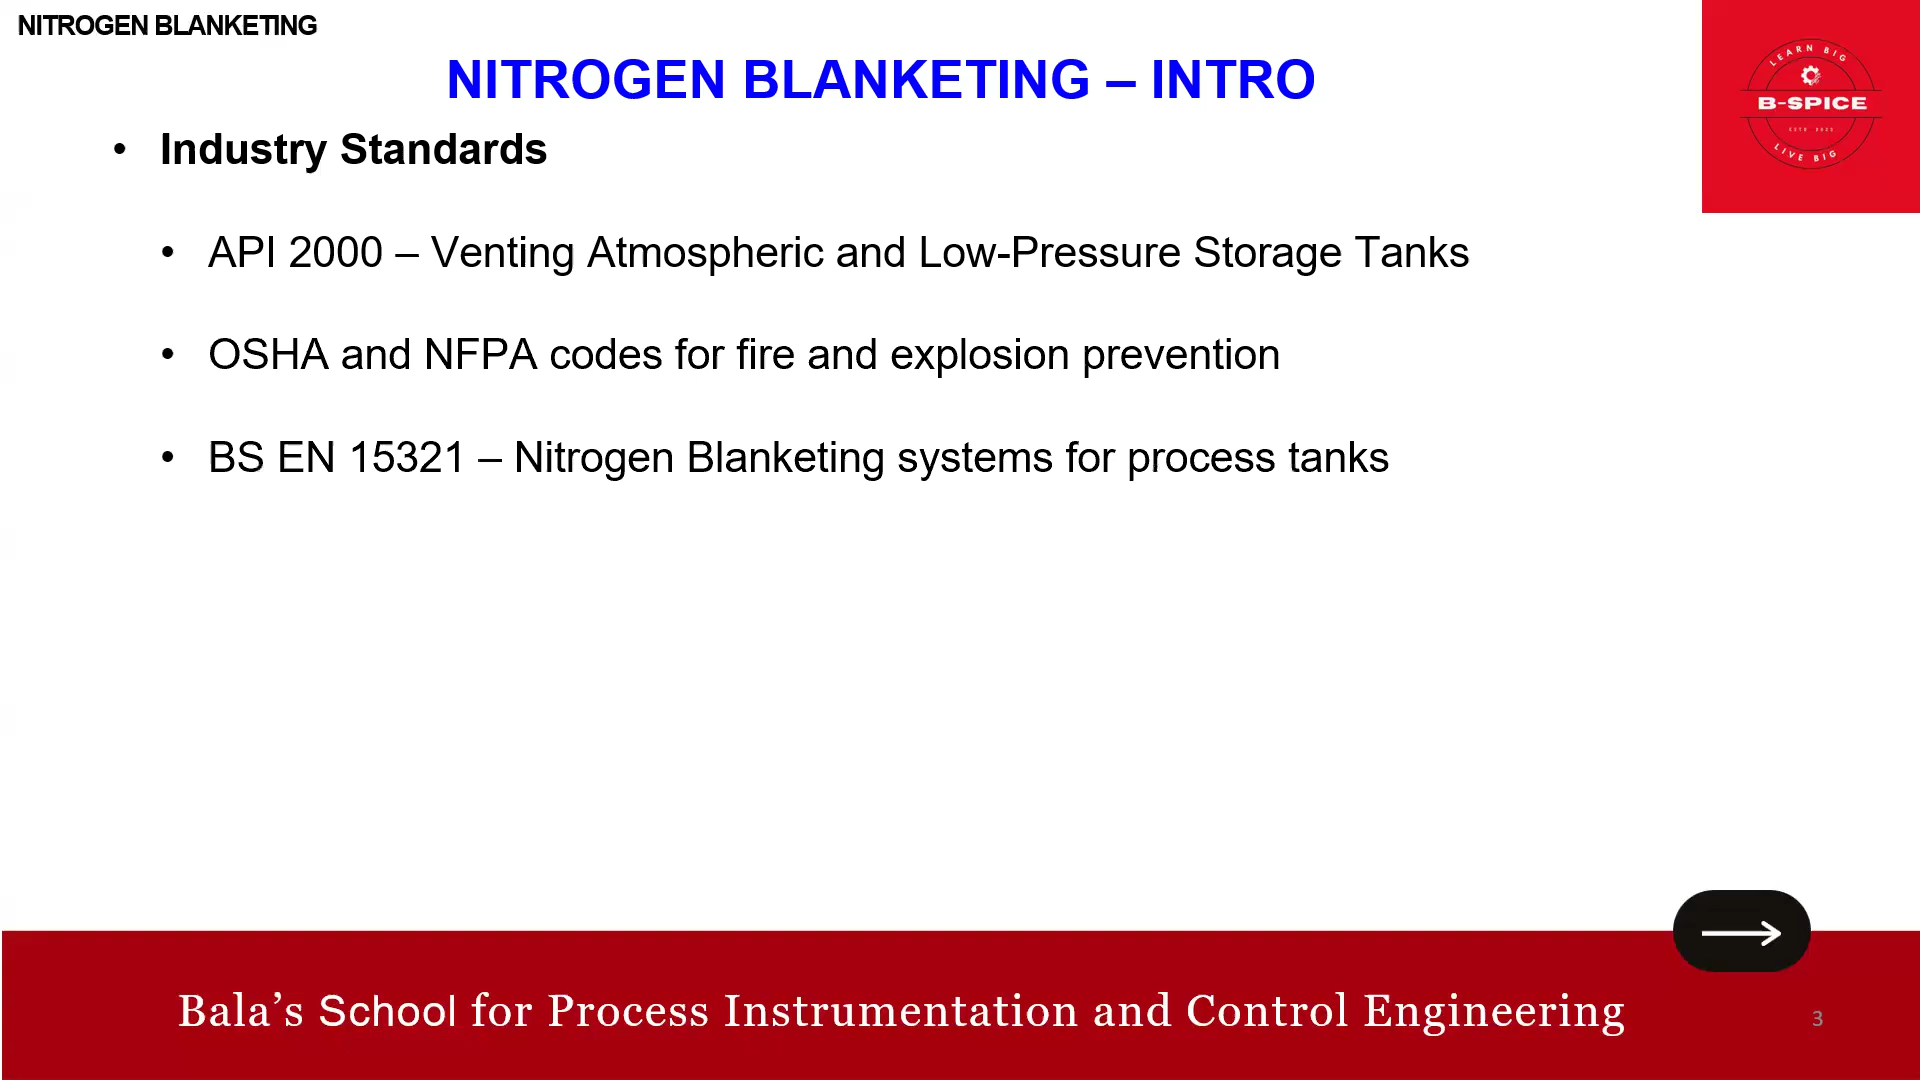 NITROGEN BLANKETING
NITROGEN BLANKETING – INTRO
• Industry Standards
• API 2000 – Venting Atmospheric and Low-Pressure Storage Tanks
• OSHA and NFPA codes for fire and explosion prevention
• BS EN 15321 – Nitrogen Blanketing systems for process tanks
LEARN BIG
B-SPICE
LIVE BIG
Bala’s School for Process Instrumentation and Control Engineering
3